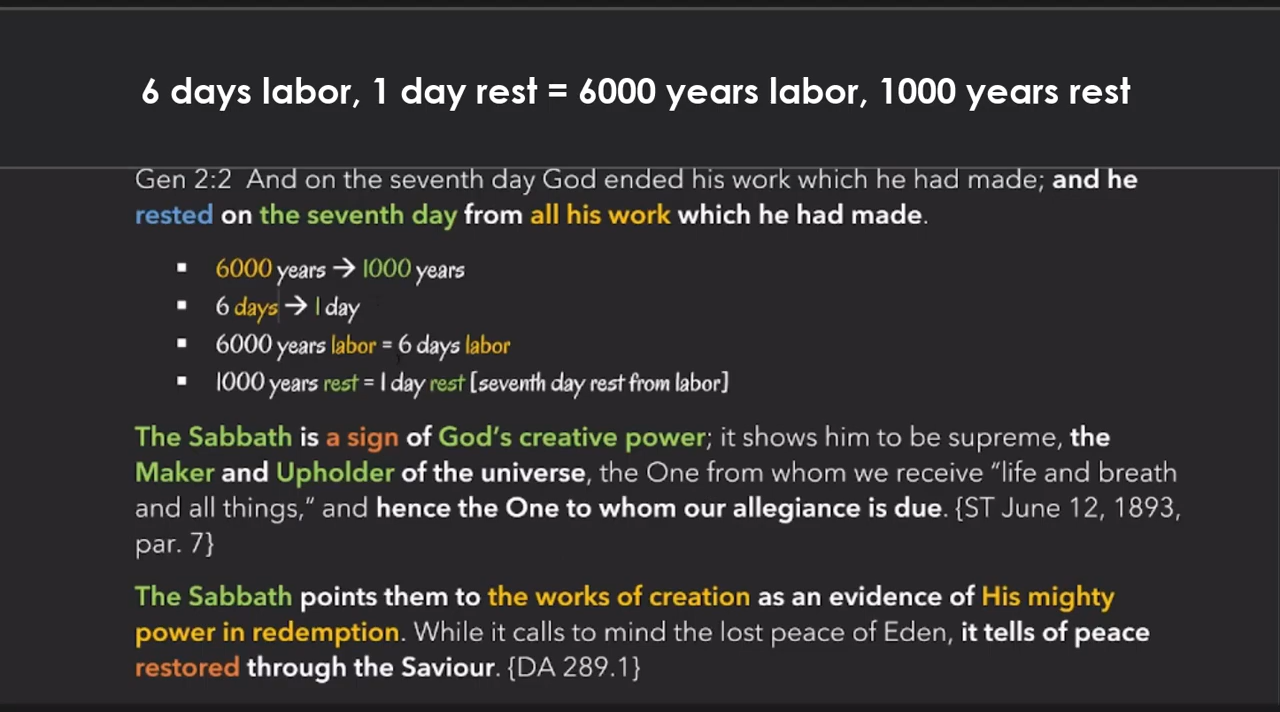 6 days labor, 1 day rest = 6000 years labor, 1000 years rest
Gen 2:2  And on the seventh day God ended his work which he had made; and he
rested on the seventh day from all his work which he had made.
▪ 6000 years → 1000 years
▪ 6 days → 1 day
▪ 6000 years labor = 6 days labor
▪ 1000 years rest = 1 day rest [seventh day rest from labor]
The Sabbath is a sign of God’s creative power; it shows him to be supreme, the
Maker and Upholder of the universe, the One from whom we receive “life and breath
and all things,” and hence the One to whom our allegiance is due. {ST June 12, 1893,
par. 7}
The Sabbath points them to the works of creation as an evidence of His mighty
power in redemption. While it calls to mind the lost peace of Eden, it tells of peace
restored through the Saviour. {DA 289.1}